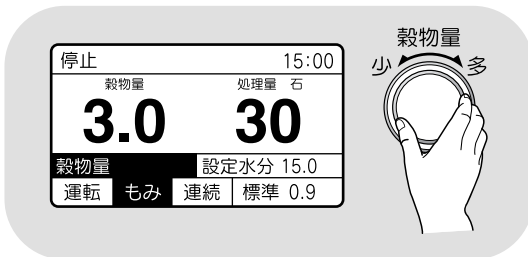 停止 15:00
穀物量 処理量 石
3.0 30
穀物量 設定水分 15.0
運転 もみ 連続 標準 0.9
穀物量
少 多